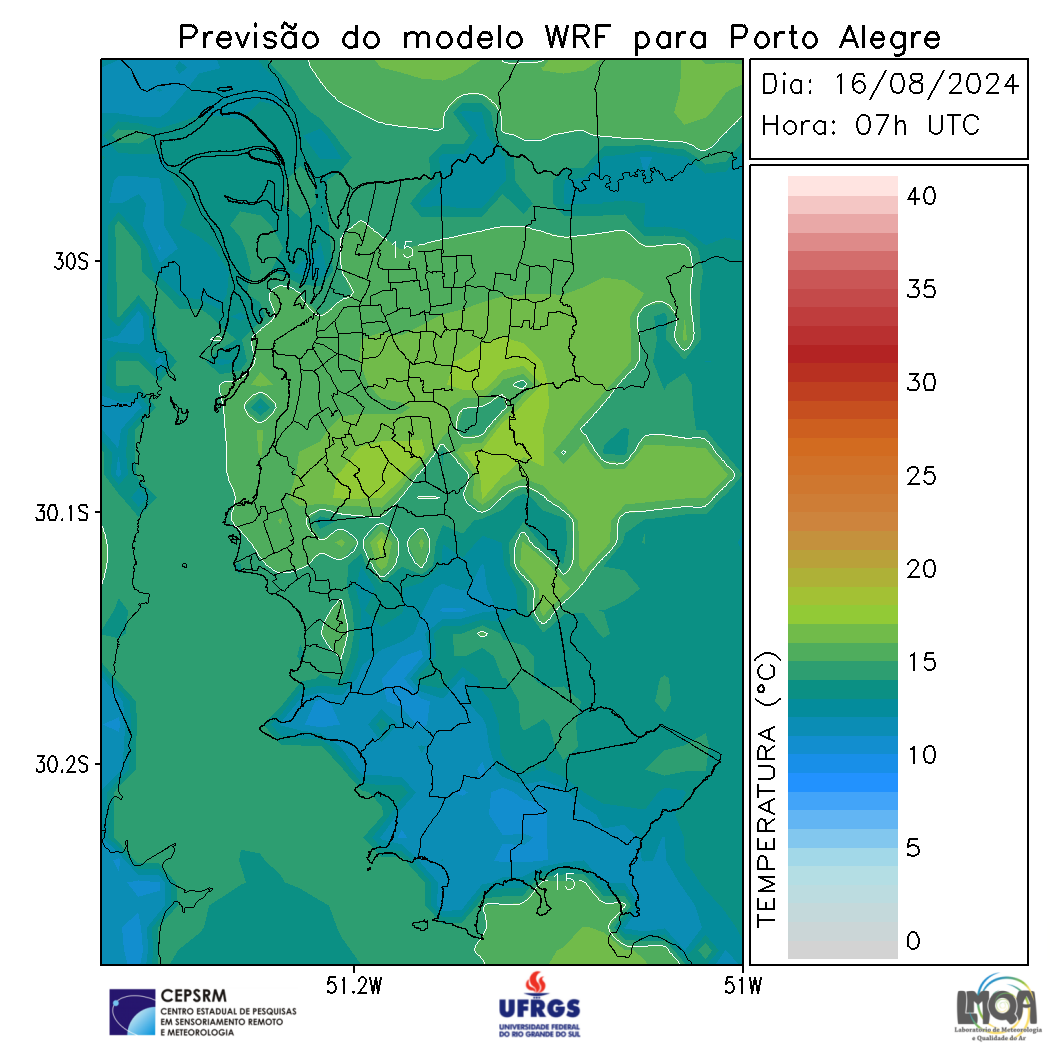 Previsão do modelo WRF para Porto Alegre
Dia: 16/08/2024
Hora: 07h UTC
30S
30.1S
30.2S
51.2W
51W
15
15
TEMPERATURA (°C)
40
35
30
25
20
15
10
5
0
CEPSRM
CENTRO ESTADUAL DE PESQUISAS
EM SENSORIAMENTO REMOTO
E METEOROLOGIA
UFRGS
UNIVERSIDADE FEDERAL
DO RIO GRANDE DO SUL
LMQA
Laboratório de Meteorologia
e Qualidade do Ar